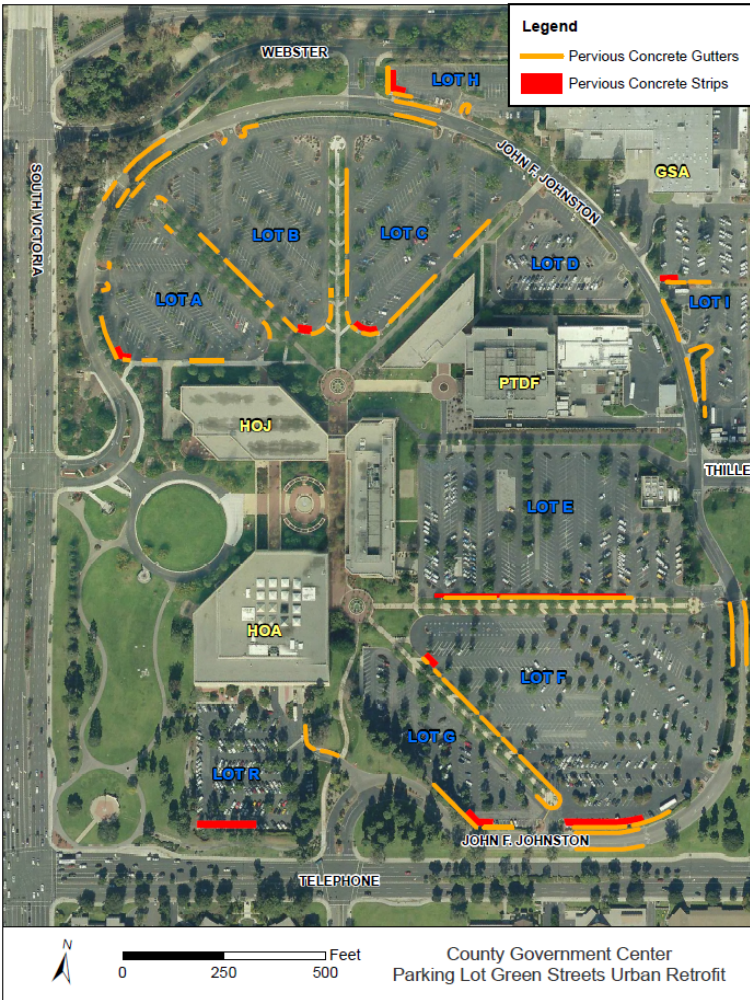 Legend
Pervious Concrete Gutters
Pervious Concrete Strips
WEBSTER
LOT H
JOHN F. JOHNSTON
GSA
SOUTH VICTORIA
LOT B
LOT C
LOT D
LOT A
LOT I
PTDF
HOJ
THILLE
LOT E
HOA
LOT F
LOT G
LOT R
JOHN F. JOHNSTON
TELEPHONE
N
0 250 500 Feet
County Government Center
Parking Lot Green Streets Urban Retrofit